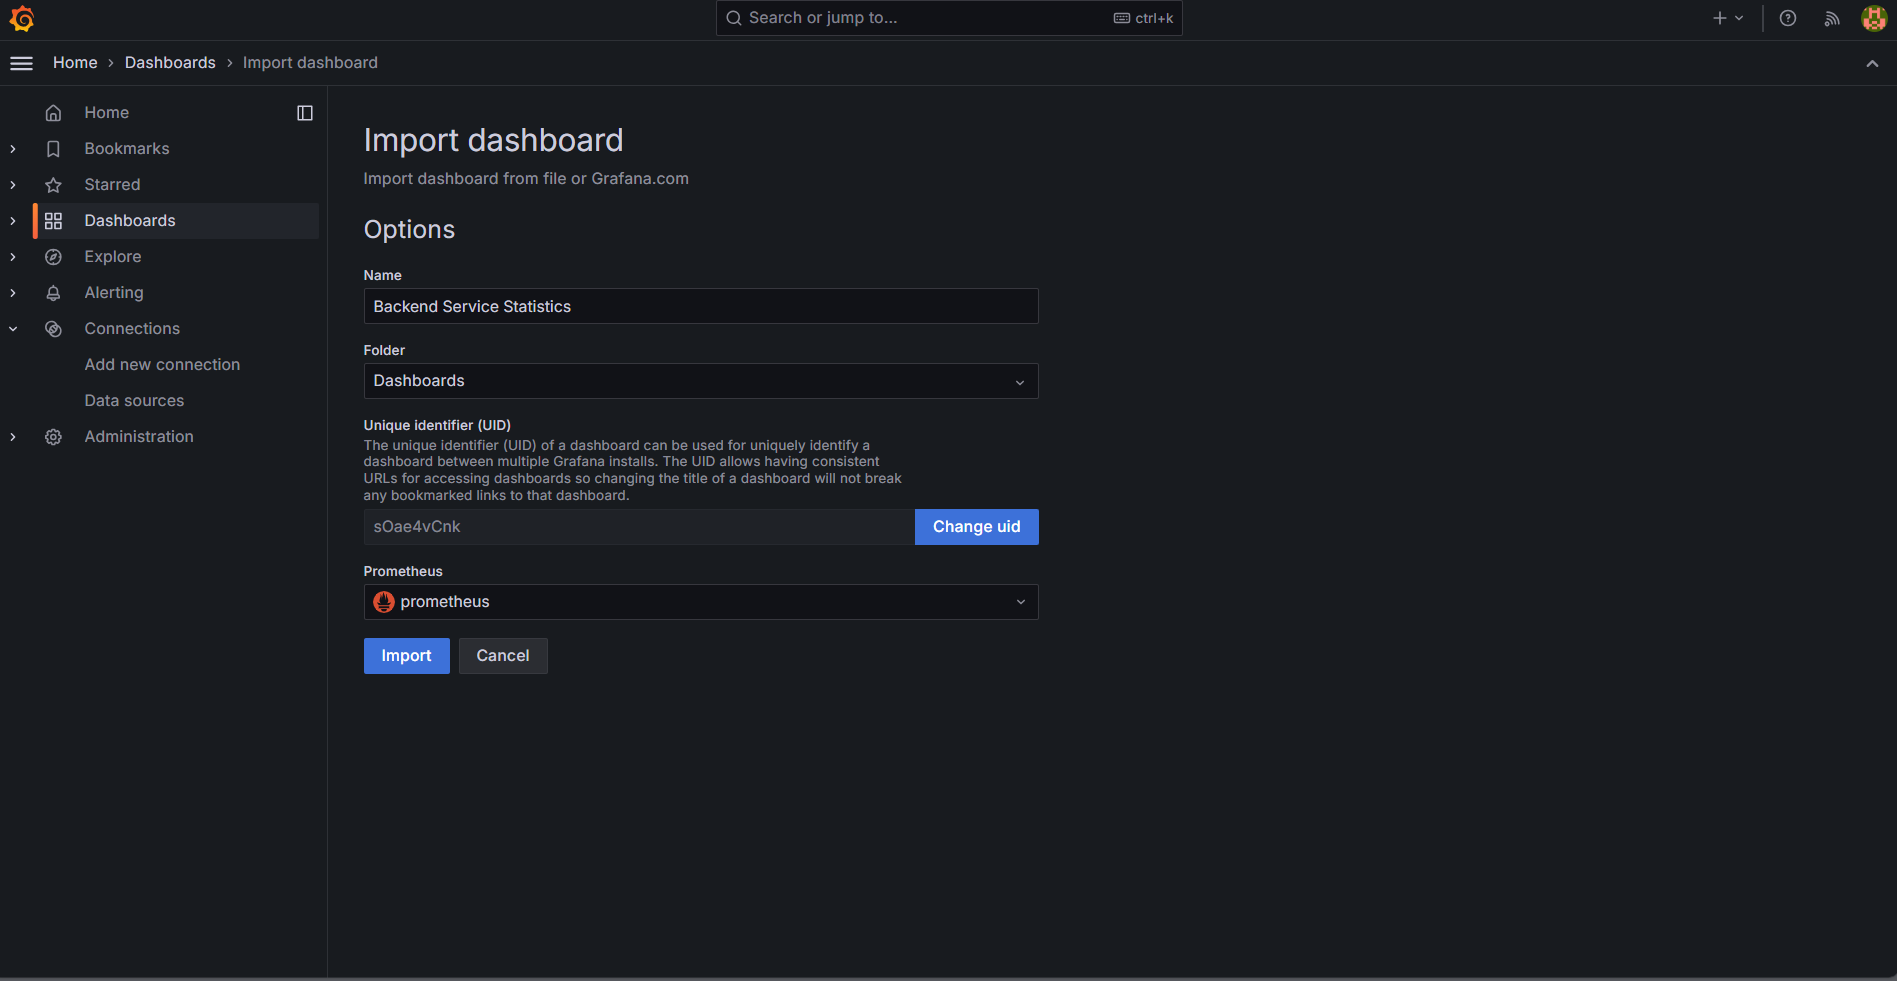 Search or jump to...
ctrl+k
Home
Dashboards
Import dashboard
Home
Bookmarks
Starred
Dashboards
Explore
Alerting
Connections
Add new connection
Data sources
Administration
Import dashboard
Import dashboard from file or Grafana.com
Options
Name
Backend Service Statistics
Folder
Dashboards
Unique identifier (UID)
The unique identifier (UID) of a dashboard can be used for uniquely identify a
dashboard between multiple Grafana installs. The UID allows having consistent
URLs for accessing dashboards so changing the title of a dashboard will not break
any bookmarked links to that dashboard.
sOae4vCnk
Change uid
Prometheus
prometheus
Import
Cancel